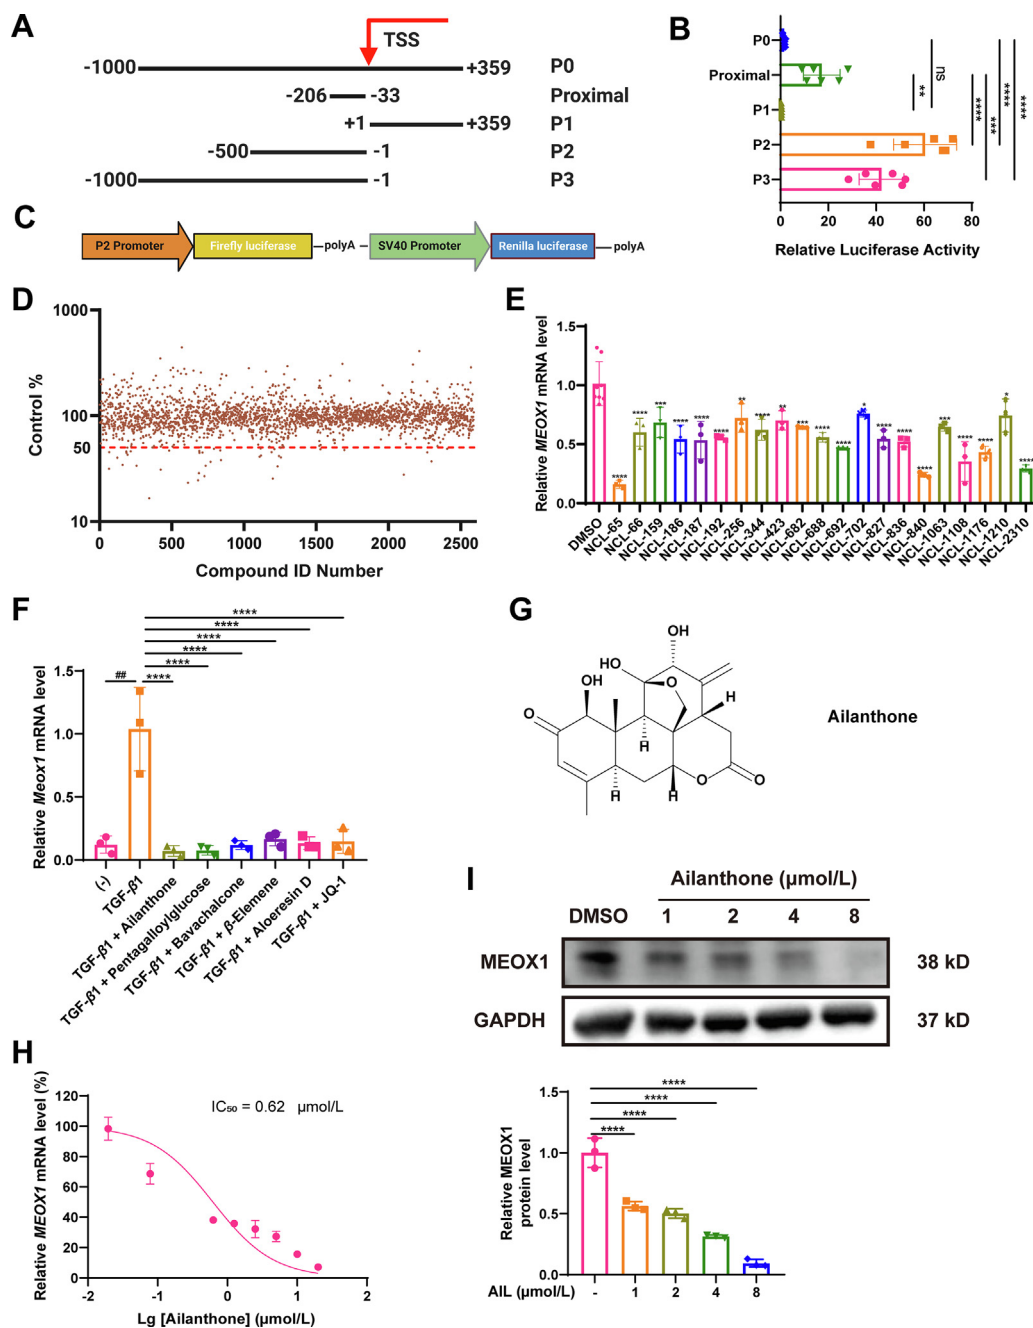 A
TSS
-1000 +359 P0
-206 -33 Proximal
+1 +359 P1
-500 -1 P2
-1000 -1 P3
B
P0
Proximal
P1
P2
P3
0 20 40 60 80
Relative Luciferase Activity
ns
**
****
***
****
****
C
P2 Promoter Firefly luciferase polyA SV40 Promoter Renilla luciferase polyA
D
Control %
1000
100
50
10
0 500 1000 1500 2000 2500
Compound ID Number
E
Relative MEOX1 mRNA level
1.5
1.0
0.5
0.0
**** **** *** **** **** **** ** **** ** *** **** **** * **** **** **** *** **** **** * ****
DMSO NCL-65 NCL-66 NCL-159 NCL-186 NCL-187 NCL-192 NCL-256 NCL-344 NCL-423 NCL-682 NCL-688 NCL-692 NCL-702 NCL-827 NCL-836 NCL-840 NCL-1063 NCL-1108 NCL-1176 NCL-1210 NCL-2310
F
Relative Meox1 mRNA level
1.5
1.0
0.5
0.0
****
****
****
****
****
## ****
(-)
TGF-β1
TGF-β1 + Ailanthone
TGF-β1 + Pentagalloylglucose
TGF-β1 + Bavachalcone
TGF-β1 + β-Elemene
TGF-β1 + Aloeresin D
TGF-β1 + JQ-1
G
OH
HO
OH O
O
H
H
H H
O O
Ailanthone
H
Relative MEOX1 mRNA level (%)
120
100
80
60
40
20
0
IC₅₀ = 0.62 μmol/L
-2 -1 0 1 2
Lg [Ailanthone] (μmol/L)
I
Ailanthone (μmol/L)
DMSO 1 2 4 8
MEOX1 38 kD
GAPDH 37 kD
Relative MEOX1
protein level
1.5
1.0
0.5
0.0
****
****
****
****
AIL (μmol/L) - 1 2 4 8